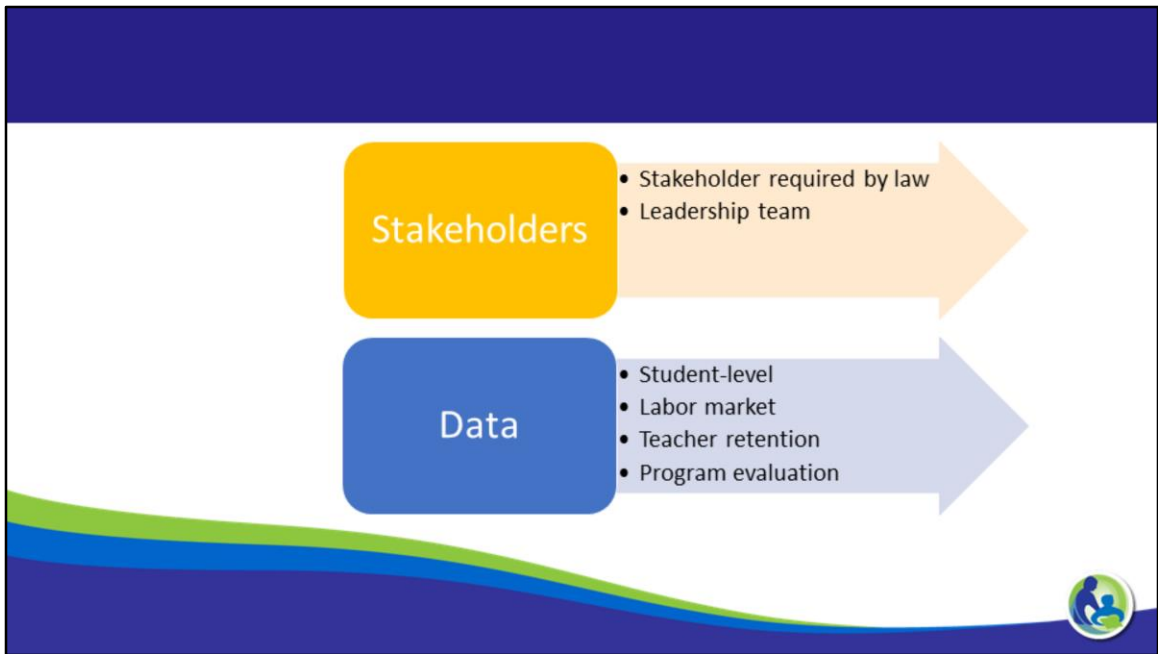 Stakeholders
• Stakeholder required by law
• Leadership team
Data
• Student-level
• Labor market
• Teacher retention
• Program evaluation